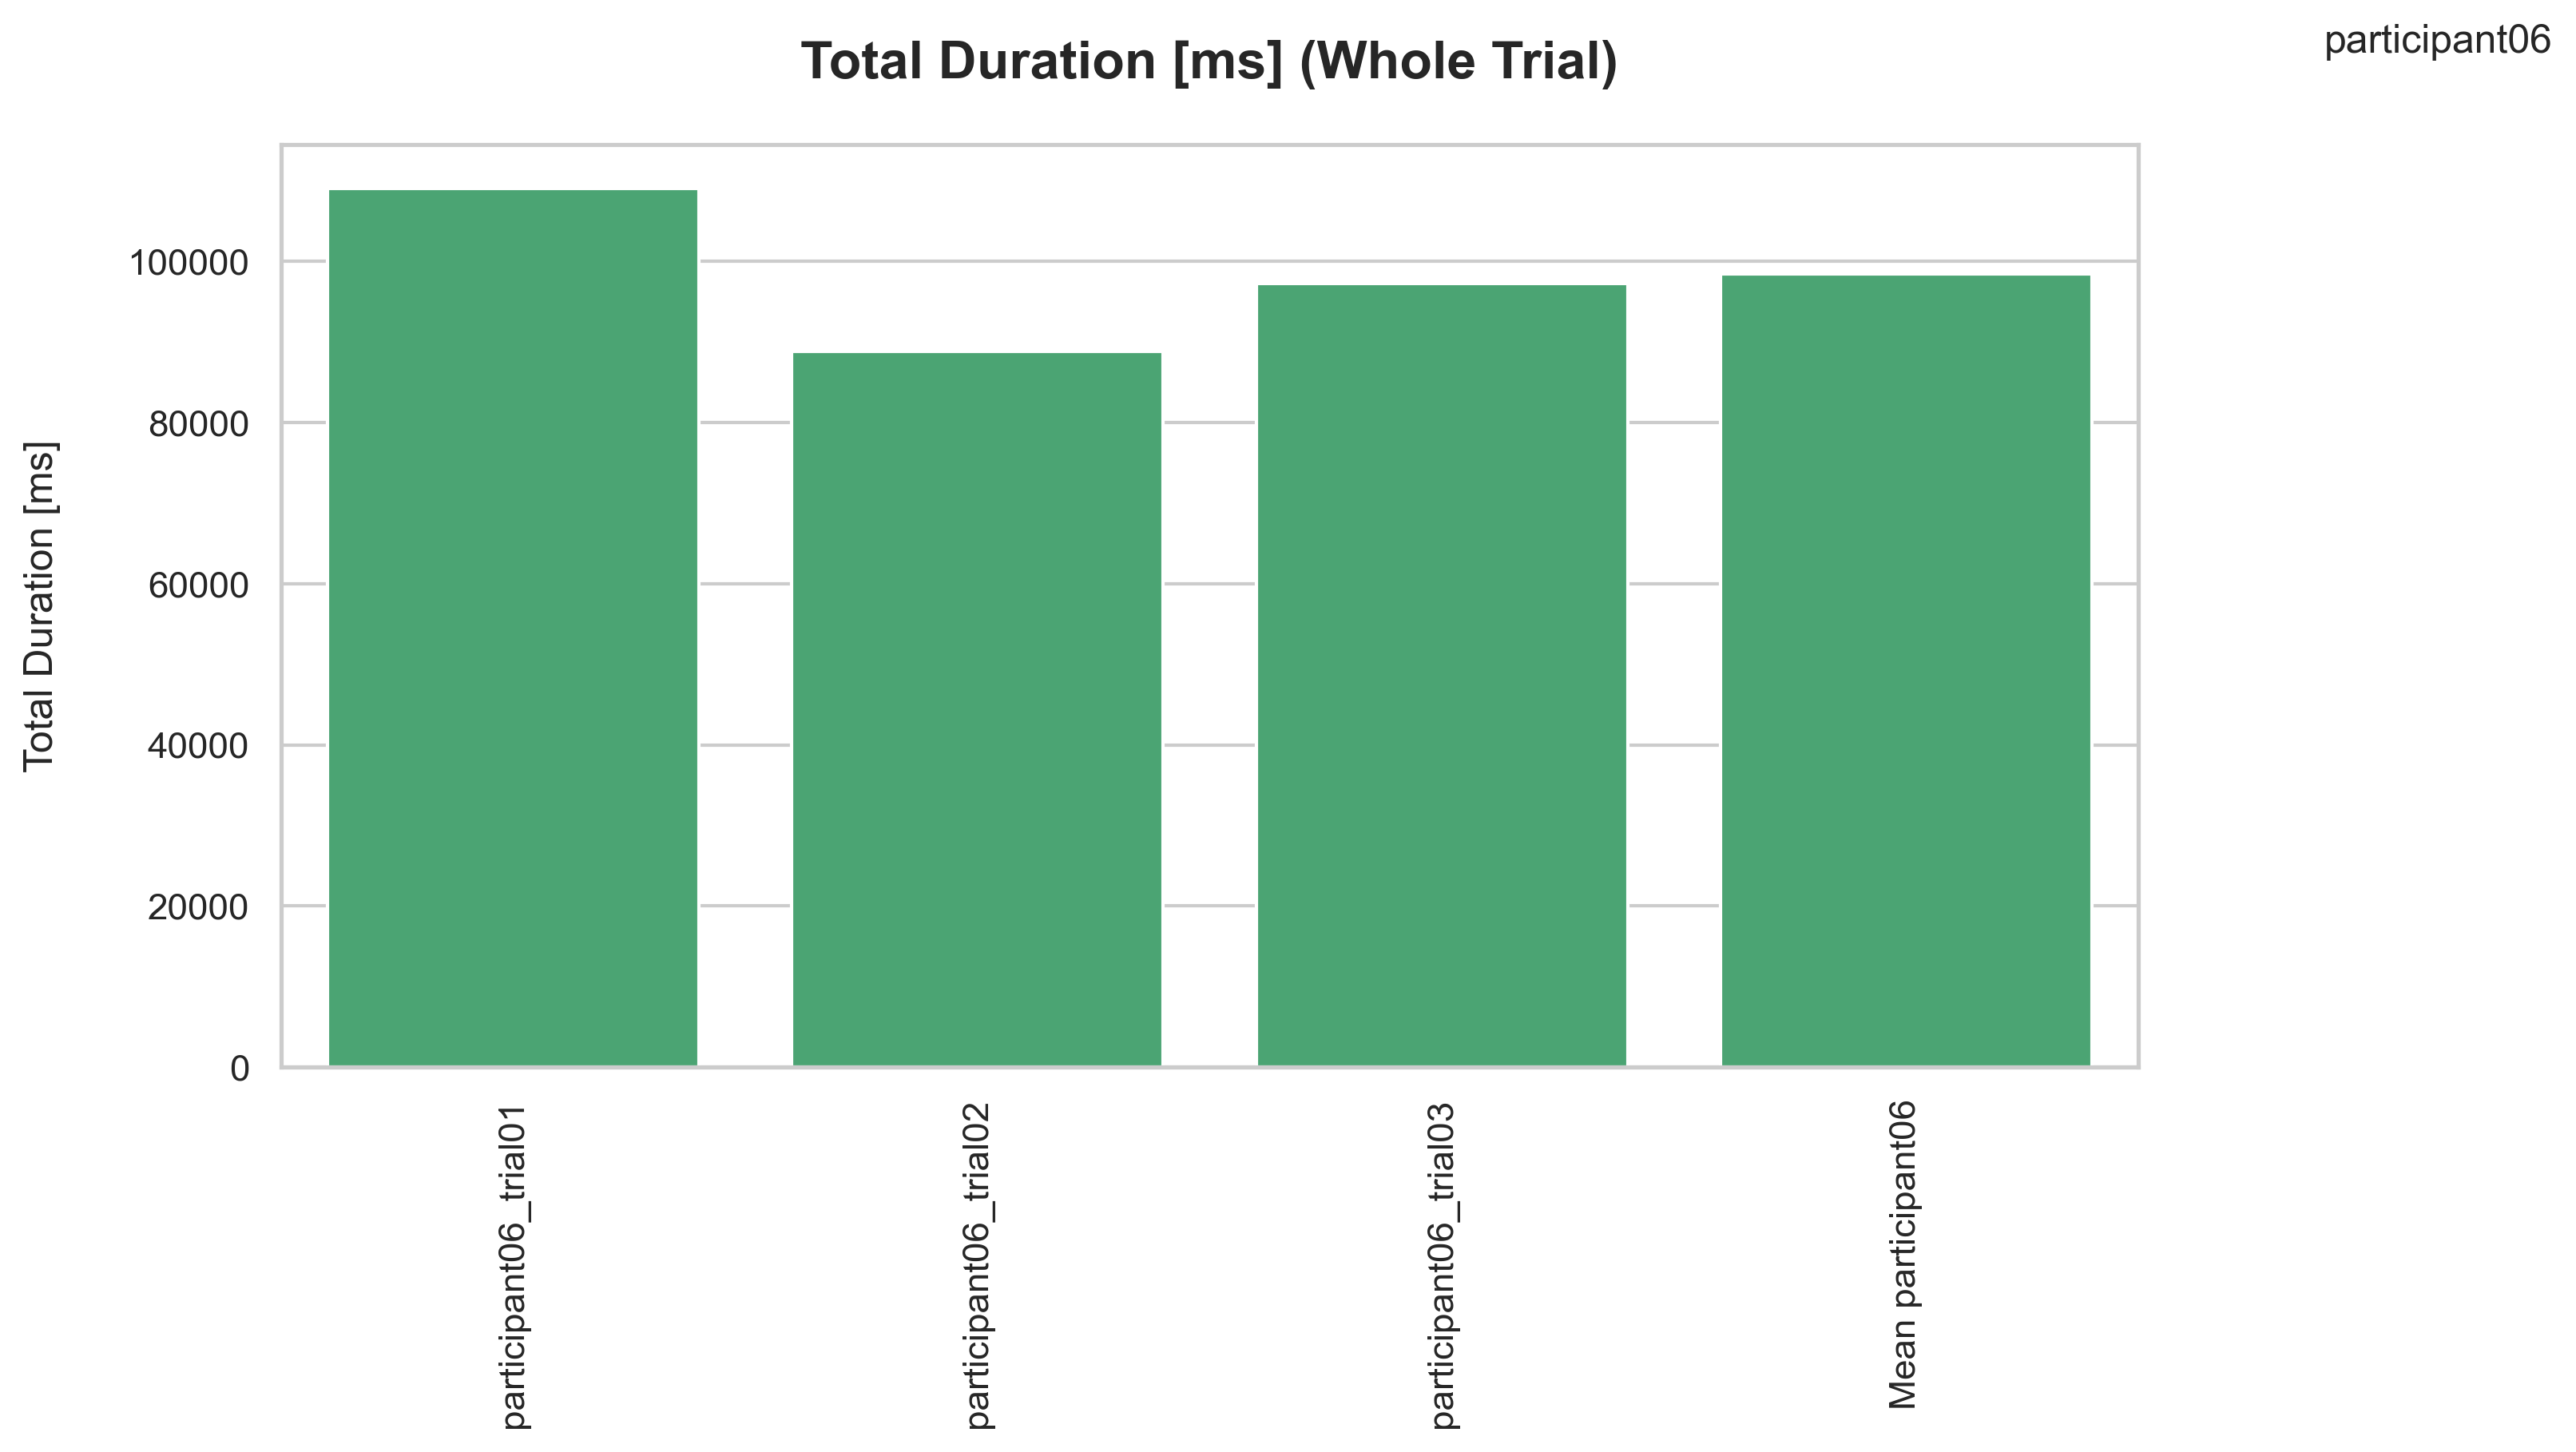 participant06
Total Duration [ms] (Whole Trial)
Total Duration [ms]
100000
80000
60000
40000
20000
0
participant06_trial01
participant06_trial02
participant06_trial03
Mean participant06